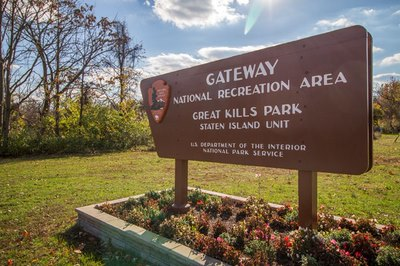 GATEWAY
NATIONAL RECREATION AREA
GREAT KILLS PARK
STATEN ISLAND UNIT
U.S. DEPARTMENT OF THE INTERIOR
NATIONAL PARK SERVICE